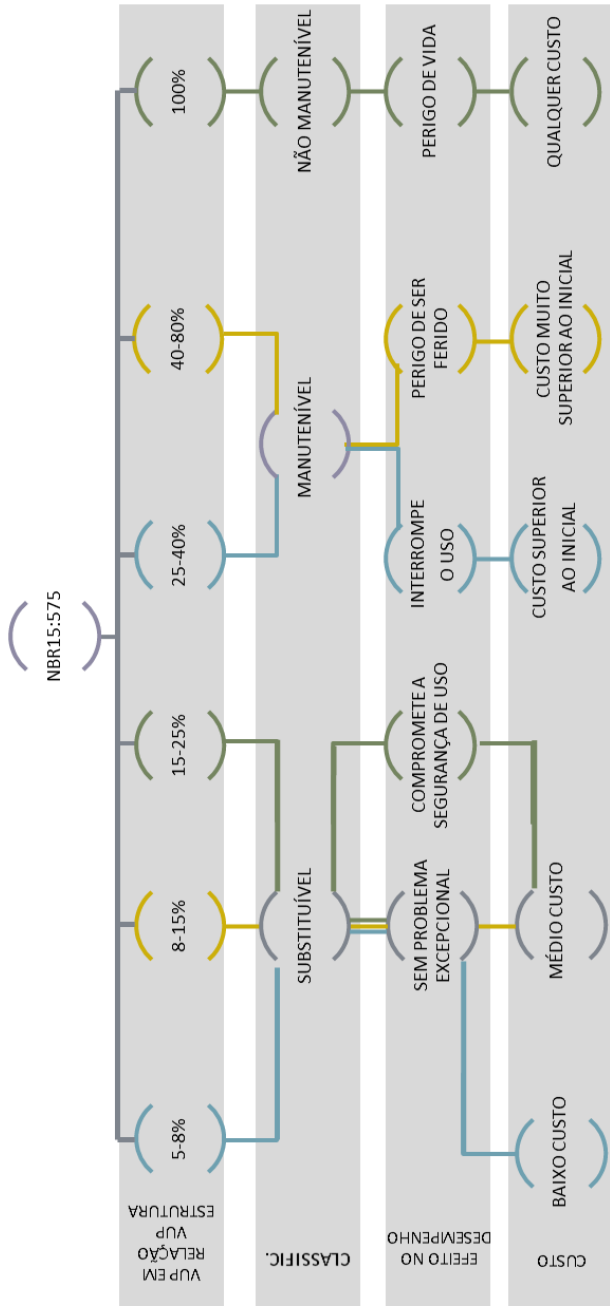 NBR15:575
VUP EM
RELAÇÃO
VUP
ESTRUTURA
5-8%
8-15%
15-25%
25-40%
40-80%
100%
CLASSIFIC.
SUBSTITUÍVEL
MANUTENÍVEL
NÃO MANUTENÍVEL
EFEITO NO
DESEMPENHO
SEM PROBLEMA
EXCEPCIONAL
COMPROMETE A
SEGURANÇA DE USO
INTERROMPE
O USO
PERIGO DE SER
FERIDO
PERIGO DE VIDA
CUSTO
BAIXO CUSTO
MÉDIO CUSTO
CUSTO SUPERIOR
AO INICIAL
CUSTO MUITO
SUPERIOR AO INICIAL
QUALQUER CUSTO